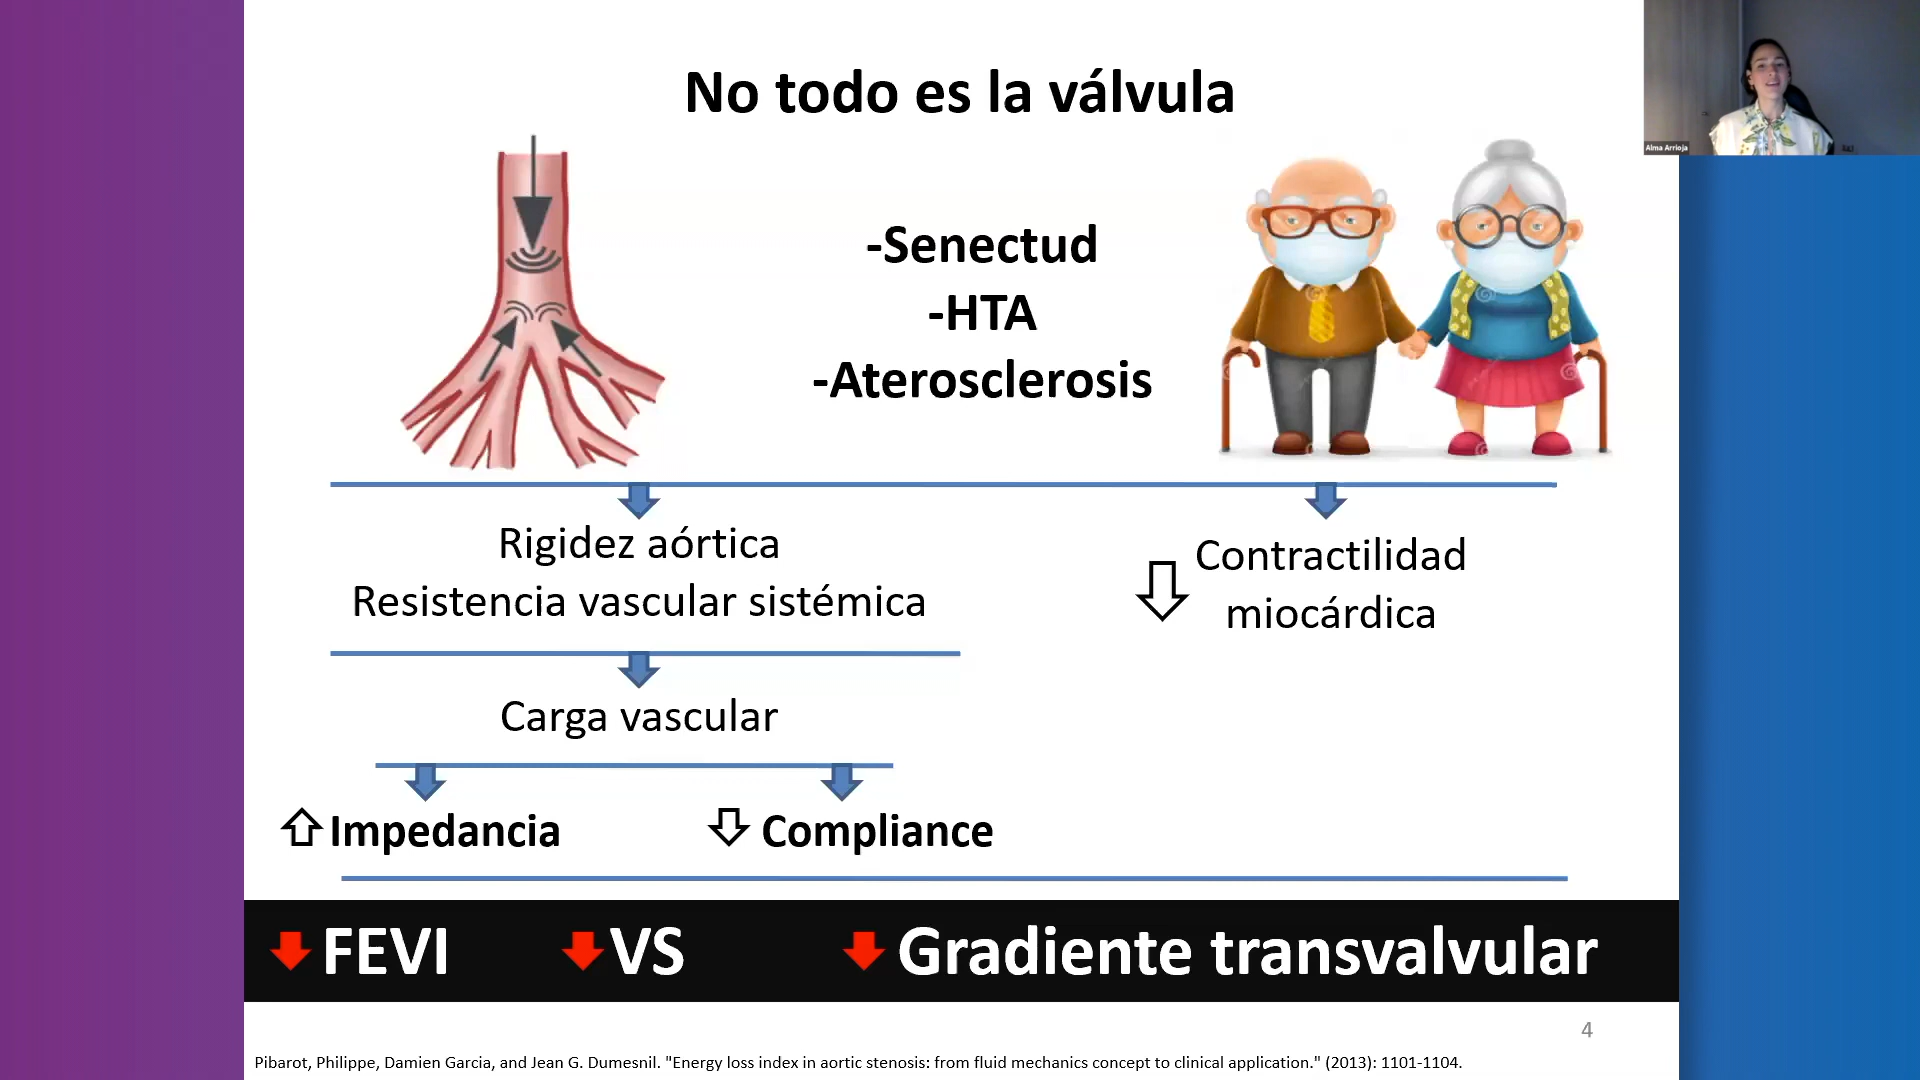 No todo es la válvula
Alma Arrioja
-Senectud
-HTA
-Aterosclerosis
Rigidez aórtica
Resistencia vascular sistémica
Contractilidad
miocárdica
Carga vascular
Impedancia
Compliance
FEVI
VS
Gradiente transvalvular
4
Pibarot, Philippe, Damien Garcia, and Jean G. Dumesnil. "Energy loss index in aortic stenosis: from fluid mechanics concept to clinical application." (2013): 1101-1104.